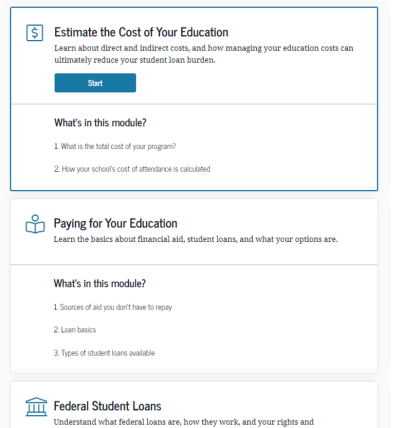 Estimate the Cost of Your Education
Learn about direct and indirect costs, and how managing your education costs can
ultimately reduce your student loan burden.
Start
What's in this module?
1. What is the total cost of your program?
2. How your school's cost of attendance is calculated
Paying for Your Education
Learn the basics about financial aid, student loans, and what your options are.
What's in this module?
1. Sources of aid you don't have to repay
2. Loan basics
3. Types of student loans available
Federal Student Loans
Understand what federal loans are, how they work, and your rights and